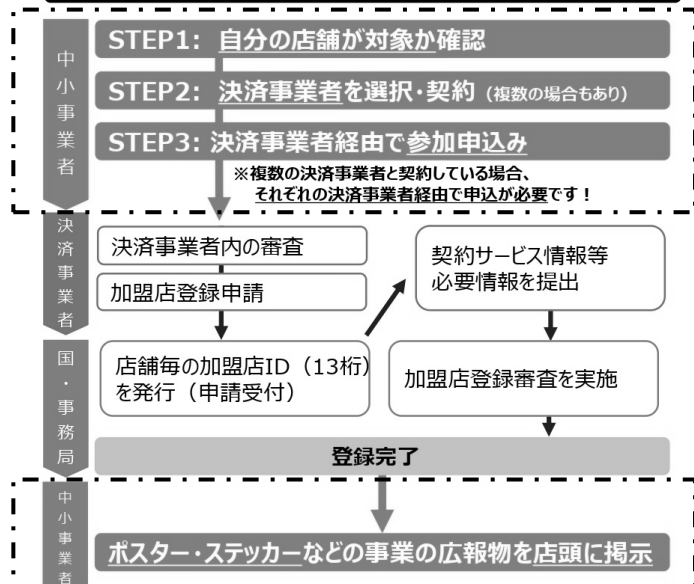 中小事業者
STEP1: 自分の店舗が対象か確認
STEP2: 決済事業者を選択・契約（複数の場合もあり）
STEP3: 決済事業者経由で参加申込み
※複数の決済事業者と契約している場合、
それぞれの決済事業者経由で申込が必要です！
決済事業者
決済事業者内の審査
加盟店登録申請
契約サービス情報等
必要情報を提出
国・事務局
店舗毎の加盟店ID（13桁）
を発行（申請受付）
加盟店登録審査を実施
登録完了
中小事業者
ポスター・ステッカーなどの事業の広報物を店頭に掲示